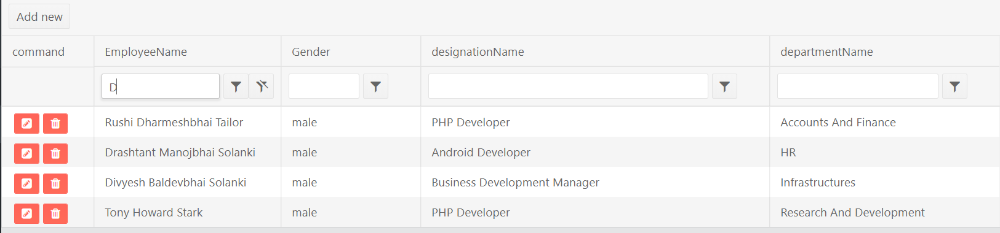 Add new
command EmployeeName Gender designationName departmentName
D
Rushi Dharmeshbhai Tailor male PHP Developer Accounts And Finance
Drashtant Manojbhai Solanki male Android Developer HR
Divyesh Baldevbhai Solanki male Business Development Manager Infrastructures
Tony Howard Stark male PHP Developer Research And Development